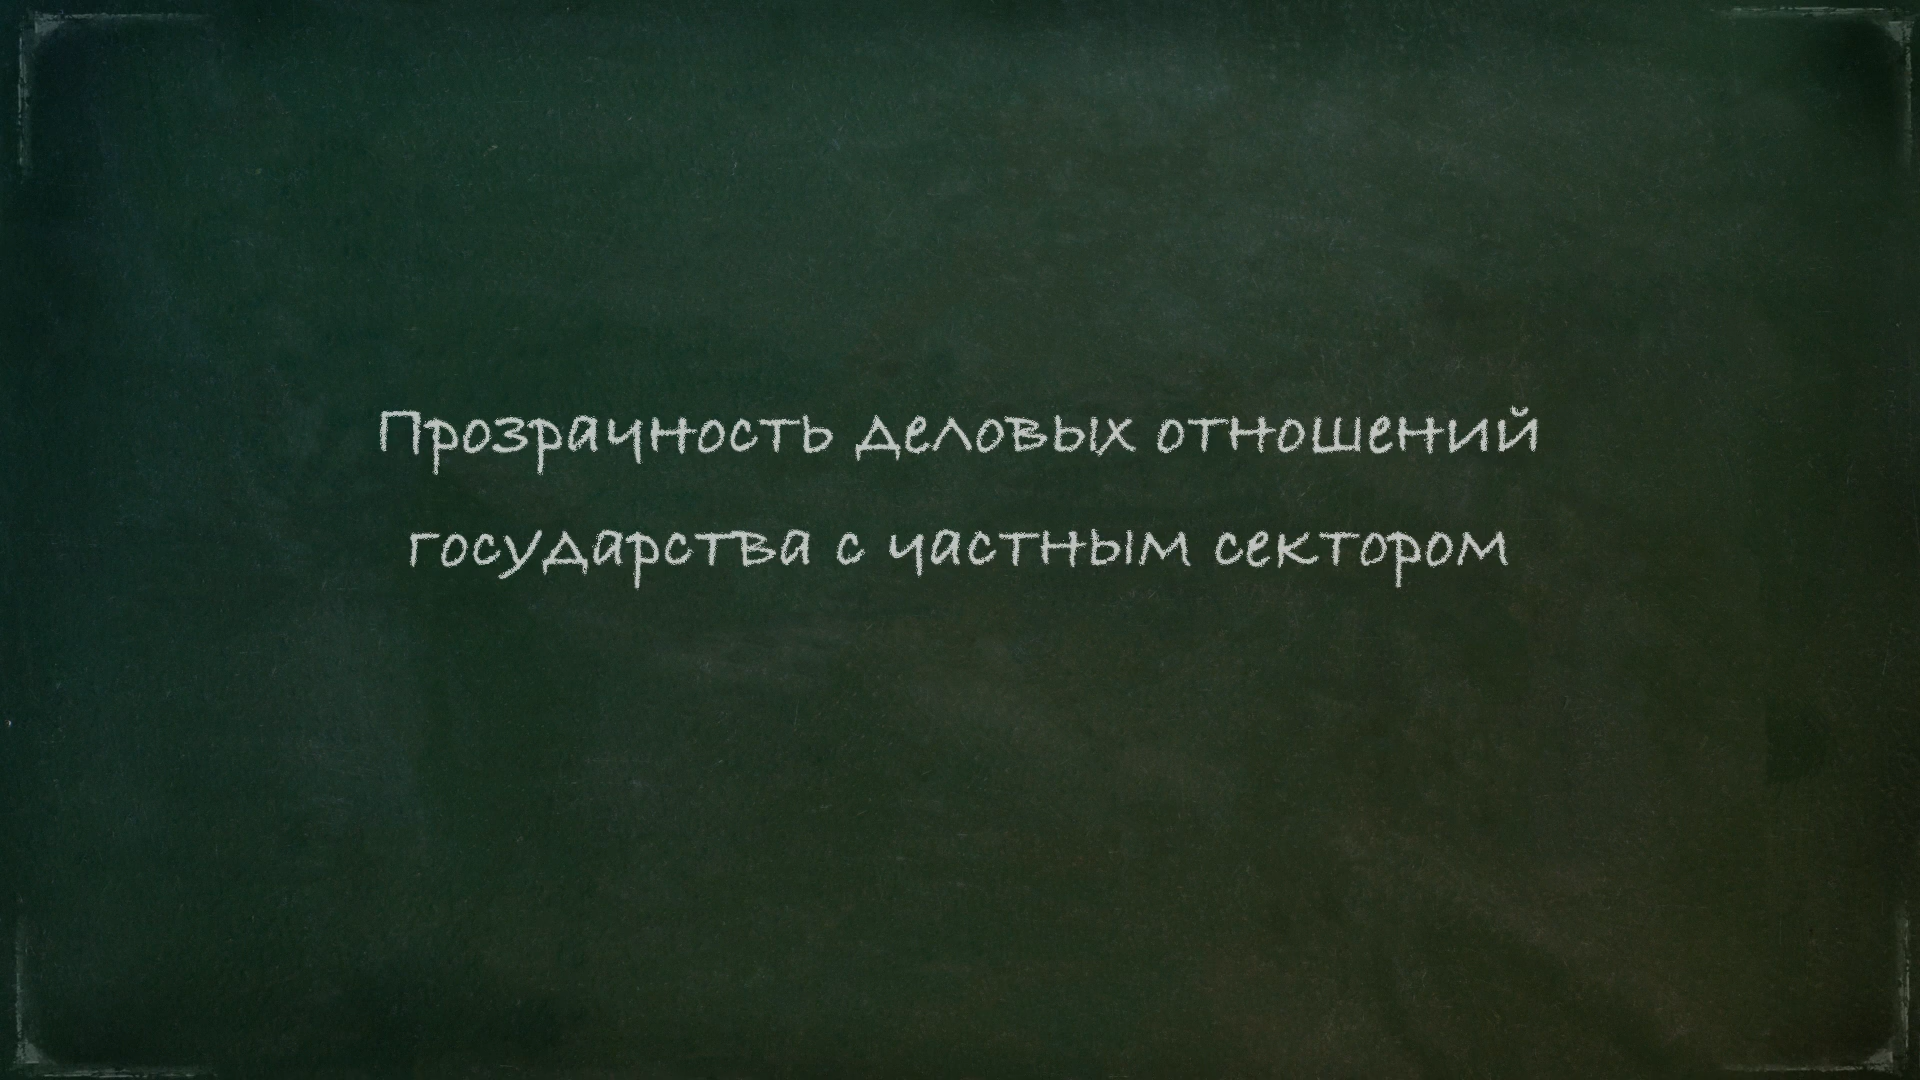 Прозрачность деловых отношений
государства с частным сектором